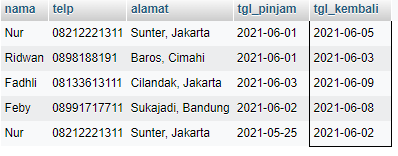 nama telp alamat tgl_pinjam tgl_kembali
Nur 08212221311 Sunter, Jakarta 2021-06-01 2021-06-05
Ridwan 0898188191 Baros, Cimahi 2021-06-01 2021-06-03
Fadhli 08133613111 Cilandak, Jakarta 2021-06-03 2021-06-09
Feby 08991717711 Sukajadi, Bandung 2021-06-02 2021-06-08
Nur 08212221311 Sunter, Jakarta 2021-05-25 2021-06-02